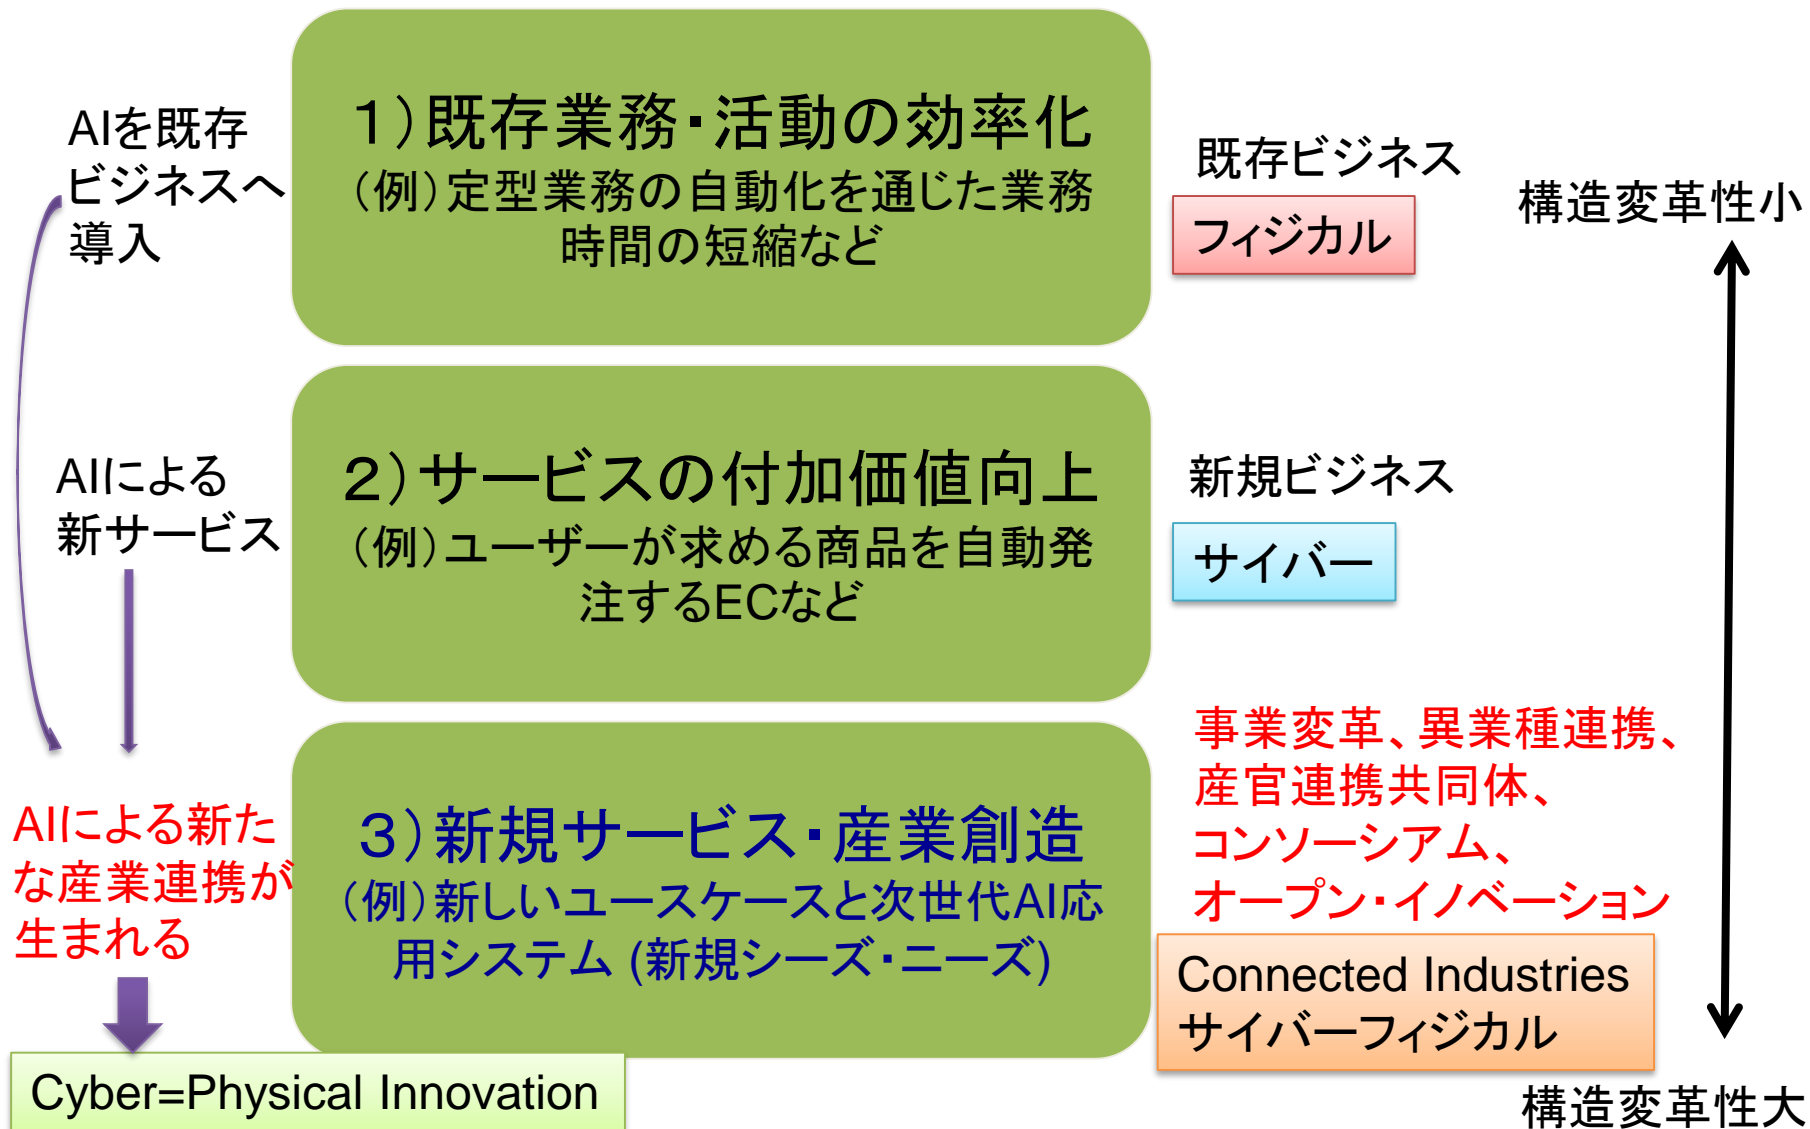 AIを既存
ビジネスへ
導入
1)既存業務・活動の効率化
(例)定型業務の自動化を通じた業務
時間の短縮など
既存ビジネス
フィジカル
構造変革性小
AIによる
新サービス
2)サービスの付加価値向上
(例)ユーザーが求める商品を自動発
注するECなど
新規ビジネス
サイバー
AIによる新た
な産業連携が
生まれる
3)新規サービス・産業創造
(例)新しいユースケースと次世代AI応
用システム (新規シーズ・ニーズ)
事業変革、異業種連携、
産官連携共同体、
コンソーシアム、
オープン・イノベーション
Connected Industries
サイバーフィジカル
Cyber=Physical Innovation
構造変革性大